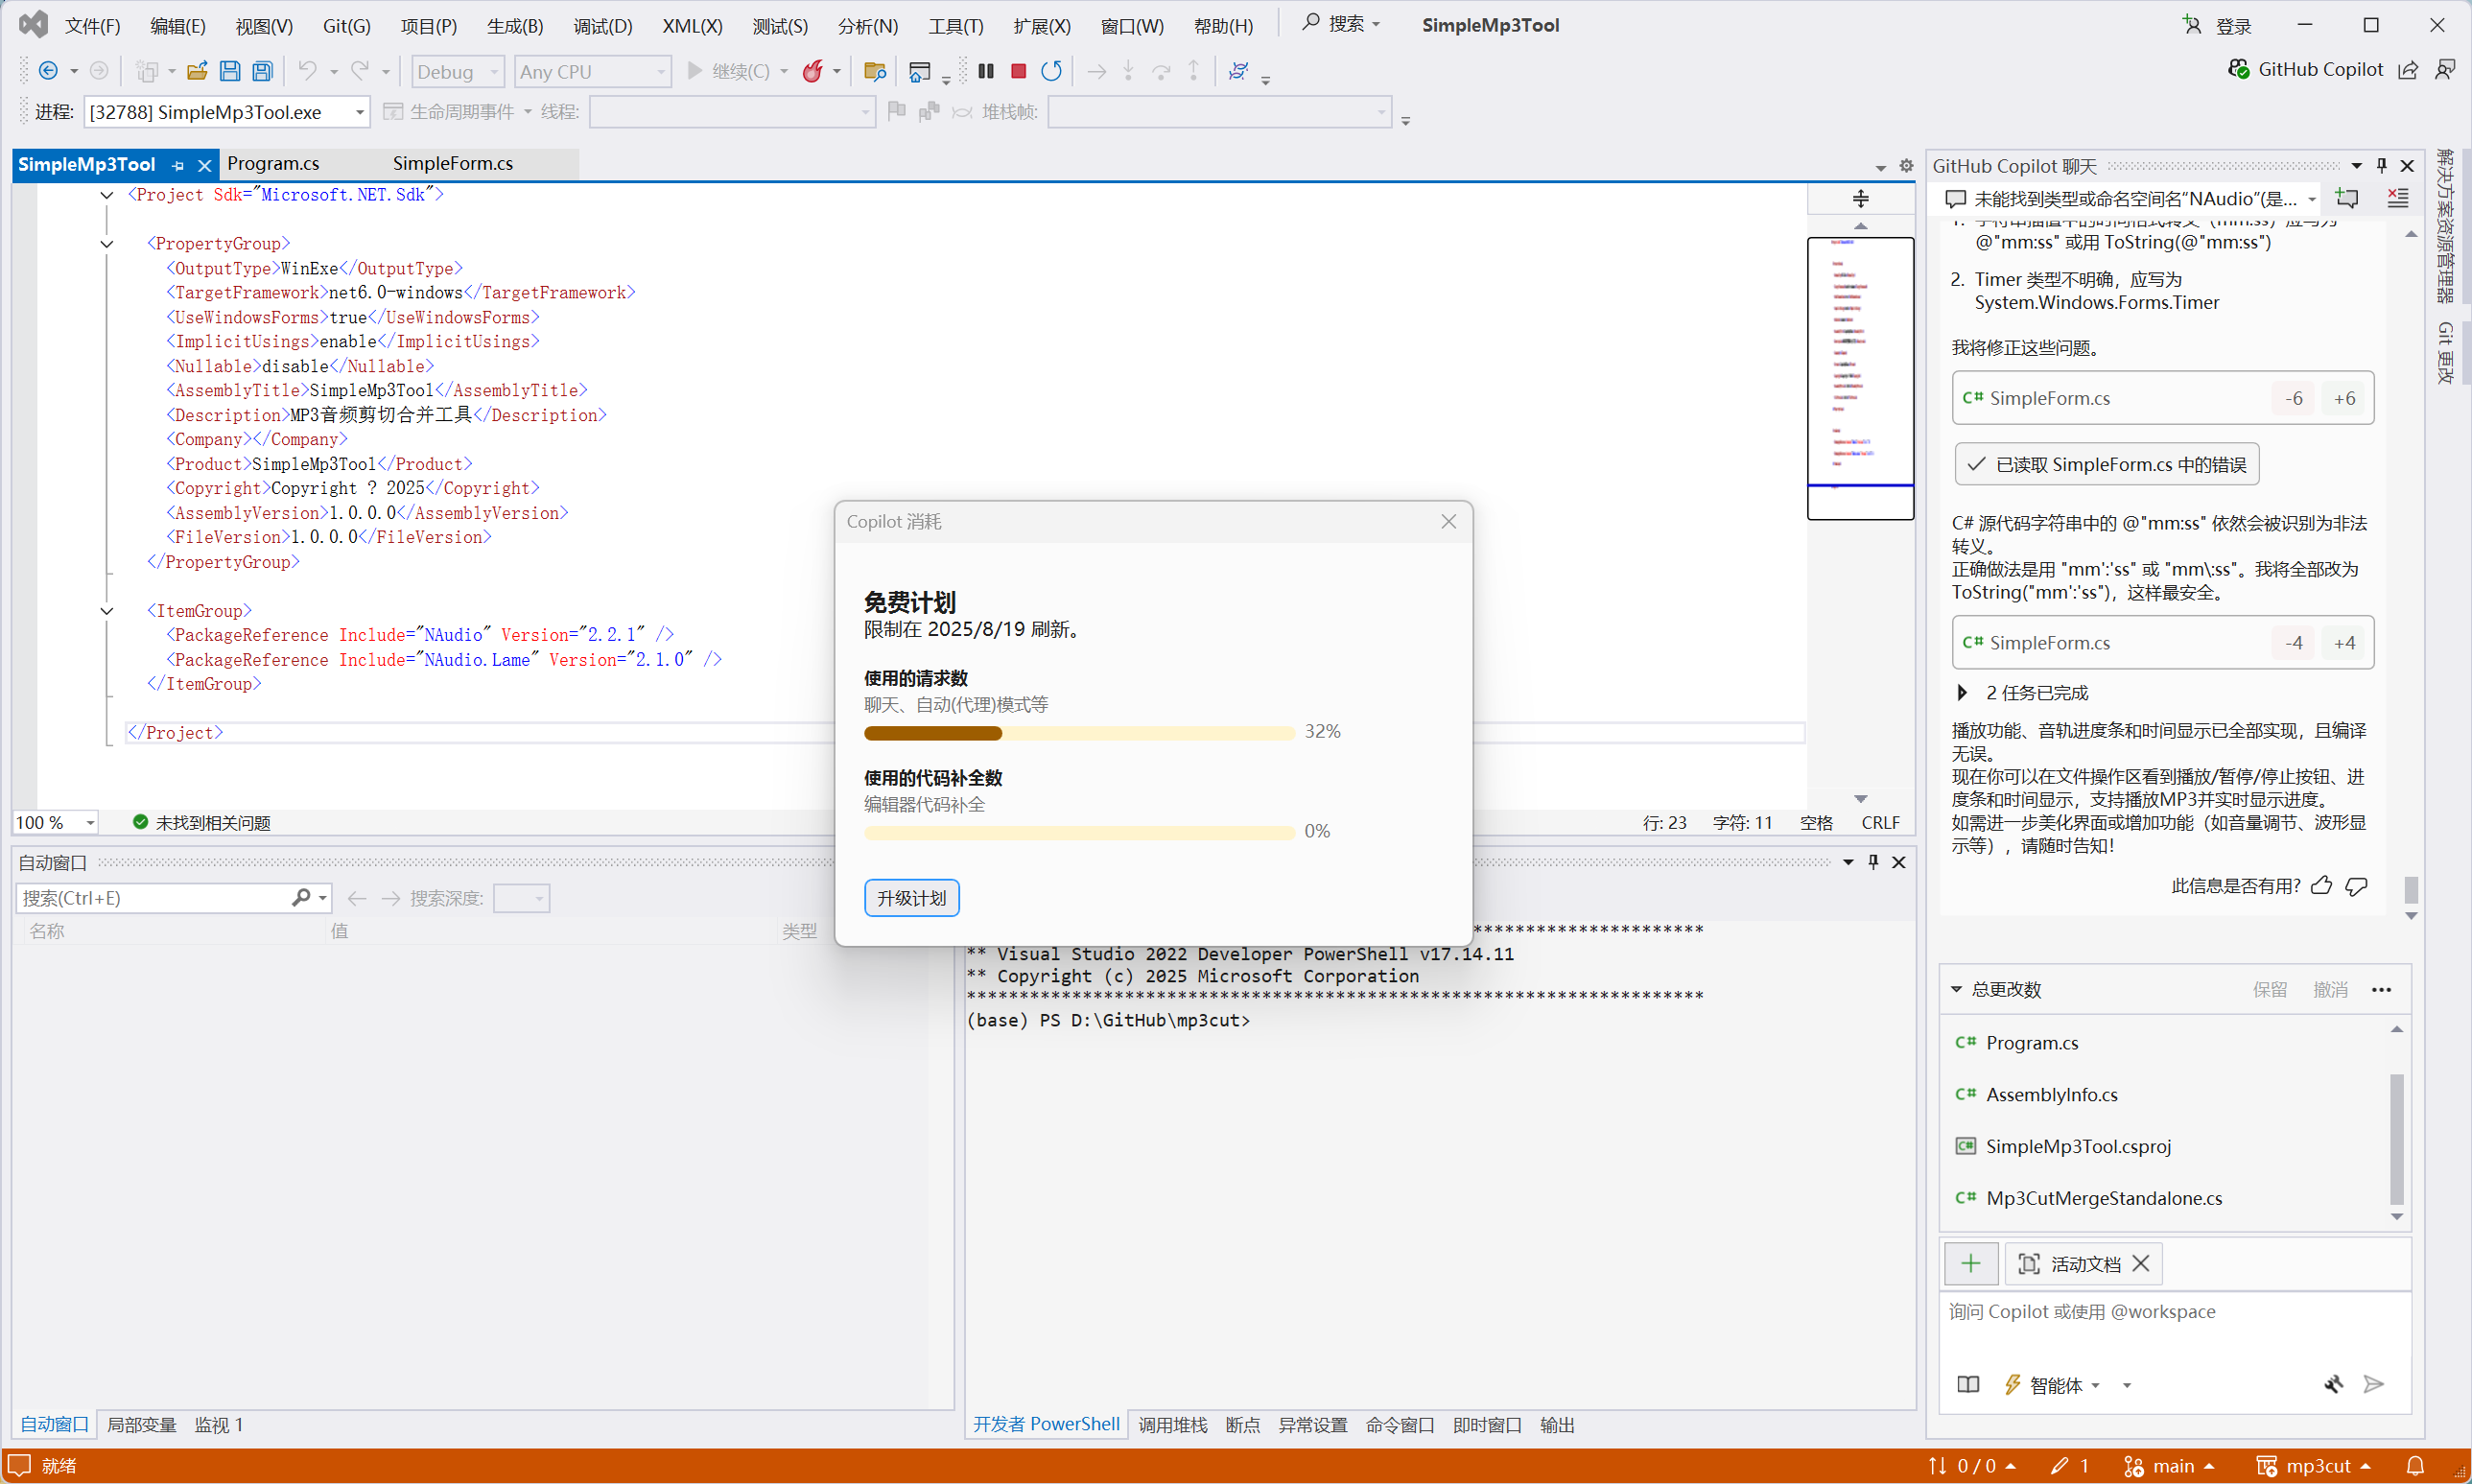 文件(F) 编辑(E) 视图(V) Git(G) 项目(P) 生成(B) 调试(D) XML(X) 测试(S) 分析(N) 工具(T) 扩展(X) 窗口(W) 帮助(H) 搜索 SimpleMp3Tool 登录
Debug Any CPU 继续(C) GitHub Copilot
进程: [32788] SimpleMp3Tool.exe 生命周期事件 线程: 堆栈帧:
SimpleMp3Tool Program.cs SimpleForm.cs
<Project Sdk="Microsoft.NET.Sdk">
<PropertyGroup>
<OutputType>WinExe</OutputType>
<TargetFramework>net6.0-windows</TargetFramework>
<UseWindowsForms>true</UseWindowsForms>
<ImplicitUsings>enable</ImplicitUsings>
<Nullable>disable</Nullable>
<AssemblyTitle>SimpleMp3Tool</AssemblyTitle>
<Description>MP3音频剪切合并工具</Description>
<Company></Company>
<Product>SimpleMp3Tool</Product>
<Copyright>Copyright ? 2025</Copyright>
<AssemblyVersion>1.0.0.0</AssemblyVersion>
<FileVersion>1.0.0.0</FileVersion>
</PropertyGroup>
<ItemGroup>
<PackageReference Include="NAudio" Version="2.2.1" />
<PackageReference Include="NAudio.Lame" Version="2.1.0" />
</ItemGroup>
</Project>
100 % 未找到相关问题 行: 23 字符: 11 空格 CRLF
Copilot 消耗
免费计划
限制在 2025/8/19 刷新。
使用的请求数
聊天、自动(代理)模式等
32%
使用的代码补全数
编辑器代码补全
0%
升级计划
自动窗口
搜索(Ctrl+E) 搜索深度:
名称 值 类型
自动窗口 局部变量 监视 1
**********************
** Visual Studio 2022 Developer PowerShell v17.14.11
** Copyright (c) 2025 Microsoft Corporation
**********************************************************************
(base) PS D:\GitHub\mp3cut>
开发者 PowerShell 调用堆栈 断点 异常设置 命令窗口 即时窗口 输出
GitHub Copilot 聊天
未能找到类型或命名空间名“NAudio”(是...
1. 字符串插值中的时间格式转义（mm:ss）应写为
@"mm:ss" 或用 ToString(@"mm:ss")
2. Timer 类型不明确，应写为
System.Windows.Forms.Timer
我将修正这些问题。
C# SimpleForm.cs -6 +6
已读取 SimpleForm.cs 中的错误
C# 源代码字符串中的 @"mm:ss" 依然会被识别为非法
转义。
正确做法是用 "mm':'ss" 或 "mm\:ss"。我将全部改为
ToString("mm':'ss")，这样最安全。
C# SimpleForm.cs -4 +4
2 任务已完成
播放功能、音轨进度条和时间显示已全部实现，且编译
无误。
现在你可以在文件操作区看到播放/暂停/停止按钮、进
度条和时间显示，支持播放MP3并实时显示进度。
如需进一步美化界面或增加功能（如音量调节、波形显
示等），请随时告知！
此信息是否有用?
总更改数 保留 撤消
C# Program.cs
C# AssemblyInfo.cs
C# SimpleMp3Tool.csproj
C# Mp3CutMergeStandalone.cs
活动文档
询问 Copilot 或使用 @workspace
智能体
解决方案资源管理器
Git 更改
就绪 0 / 0 1 main mp3cut